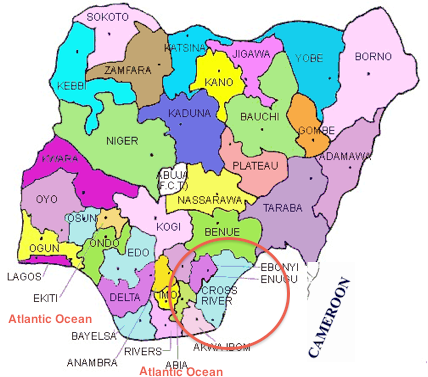 SOKOTO
KATSINA
JIGAWA
YOBE
BORNO
ZAMFARA
KANO
KEBBI
KADUNA
BAUCHI
GOMBE
NIGER
ADAMAWA
KWARA
PLATEAU
ABUJA
(F.C.T)
OYO
NASSARAWA
TARABA
OSUN
KOGI
OGUN
ONDO
BENUE
EDO
LAGOS
EBONYI
ENUGU
EKITI
DELTA
IMO
CROSS
RIVER
CAMEROON
Atlantic Ocean
BAYELSA
RIVERS
AKWA IBOM
ANAMBRA
ABIA
Atlantic Ocean